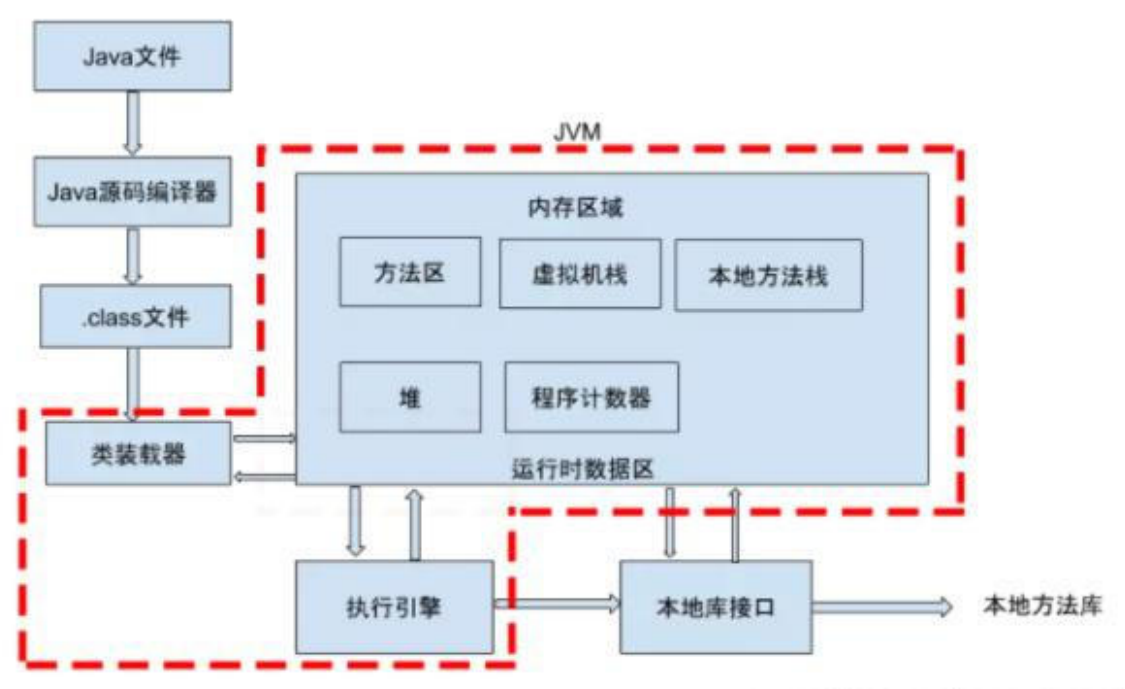 Java文件
JVM
Java源码编译器
内存区域
方法区
虚拟机栈
本地方法栈
.class文件
堆
程序计数器
类装载器
运行时数据区
执行引擎
本地库接口
本地方法库